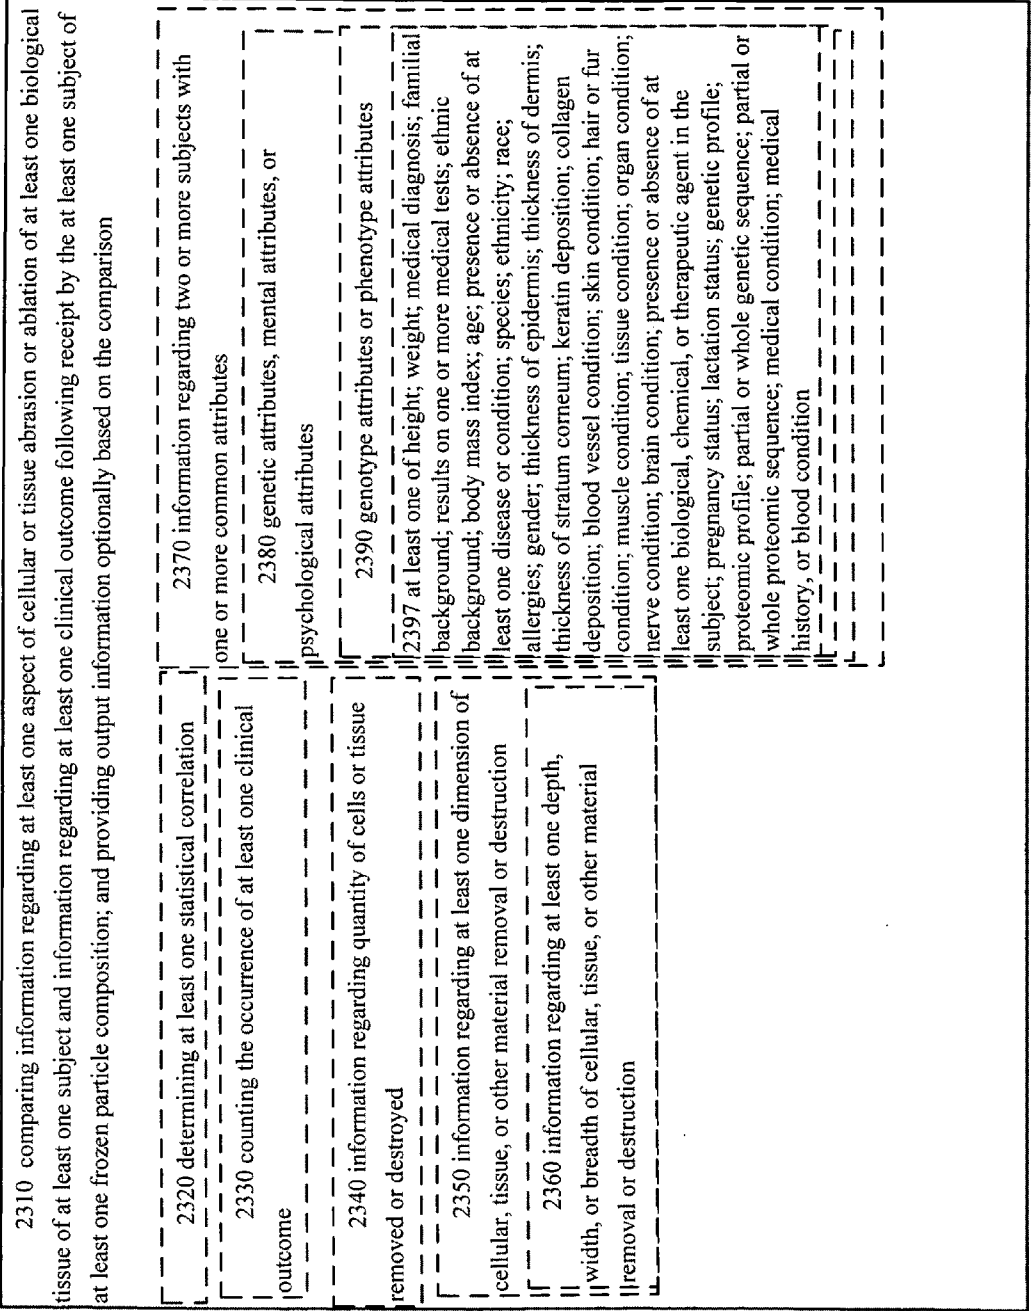 2310 comparing information regarding at least one aspect of cellular or tissue abrasion or ablation of at least one biological
tissue of at least one subject and information regarding at least one clinical outcome following receipt by the at least one subject of
at least one frozen particle composition; and providing output information optionally based on the comparison
2320 determining at least one statistical correlation
2330 counting the occurrence of at least one clinical
outcome
2340 information regarding quantity of cells or tissue
removed or destroyed
2350 information regarding at least one dimension of
cellular, tissue, or other material removal or destruction
2360 information regarding at least one depth,
width, or breadth of cellular, tissue, or other material
removal or destruction
2370 information regarding two or more subjects with
one or more common attributes
2380 genetic attributes, mental attributes, or
psychological attributes
2390 genotype attributes or phenotype attributes
2397 at least one of height; weight; medical diagnosis; familial
background; results on one or more medical tests; ethnic
background; body mass index; age; presence or absence of at
least one disease or condition; species; ethnicity; race;
allergies; gender; thickness of epidermis; thickness of dermis;
thickness of stratum corneum; keratin deposition; collagen
deposition; blood vessel condition; skin condition; hair or fur
condition; muscle condition; tissue condition; organ condition;
nerve condition; brain condition; presence or absence of at
least one biological, chemical, or therapeutic agent in the
subject; pregnancy status; lactation status; genetic profile;
proteomic profile; partial or whole genetic sequence; partial or
whole proteomic sequence; medical condition; medical
history, or blood condition